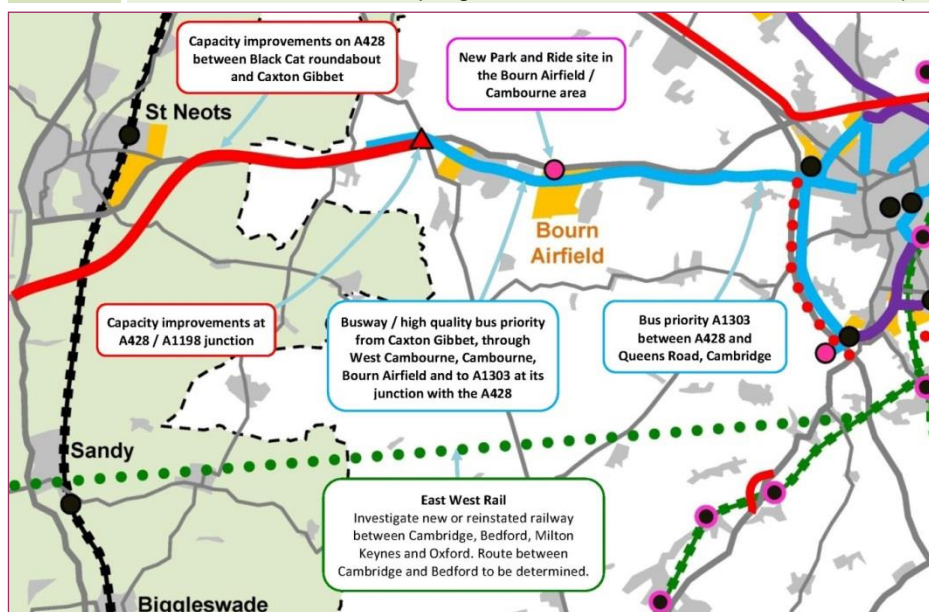 Capacity improvements on A428
between Black Cat roundabout
and Caxton Gibbet
New Park and Ride site in
the Bourn Airfield /
Cambourne area
St Neots
Bourn
Airfield
Capacity improvements at
A428 / A1198 junction
Busway / high quality bus priority
from Caxton Gibbet, through
West Cambourne, Cambourne,
Bourn Airfield and to A1303 at its
junction with the A428
Bus priority A1303
between A428 and
Queens Road, Cambridge
Sandy
East West Rail
Investigate new or reinstated railway
between Cambridge, Bedford, Milton
Keynes and Oxford. Route between
Cambridge and Bedford to be determined.
Biggleswade